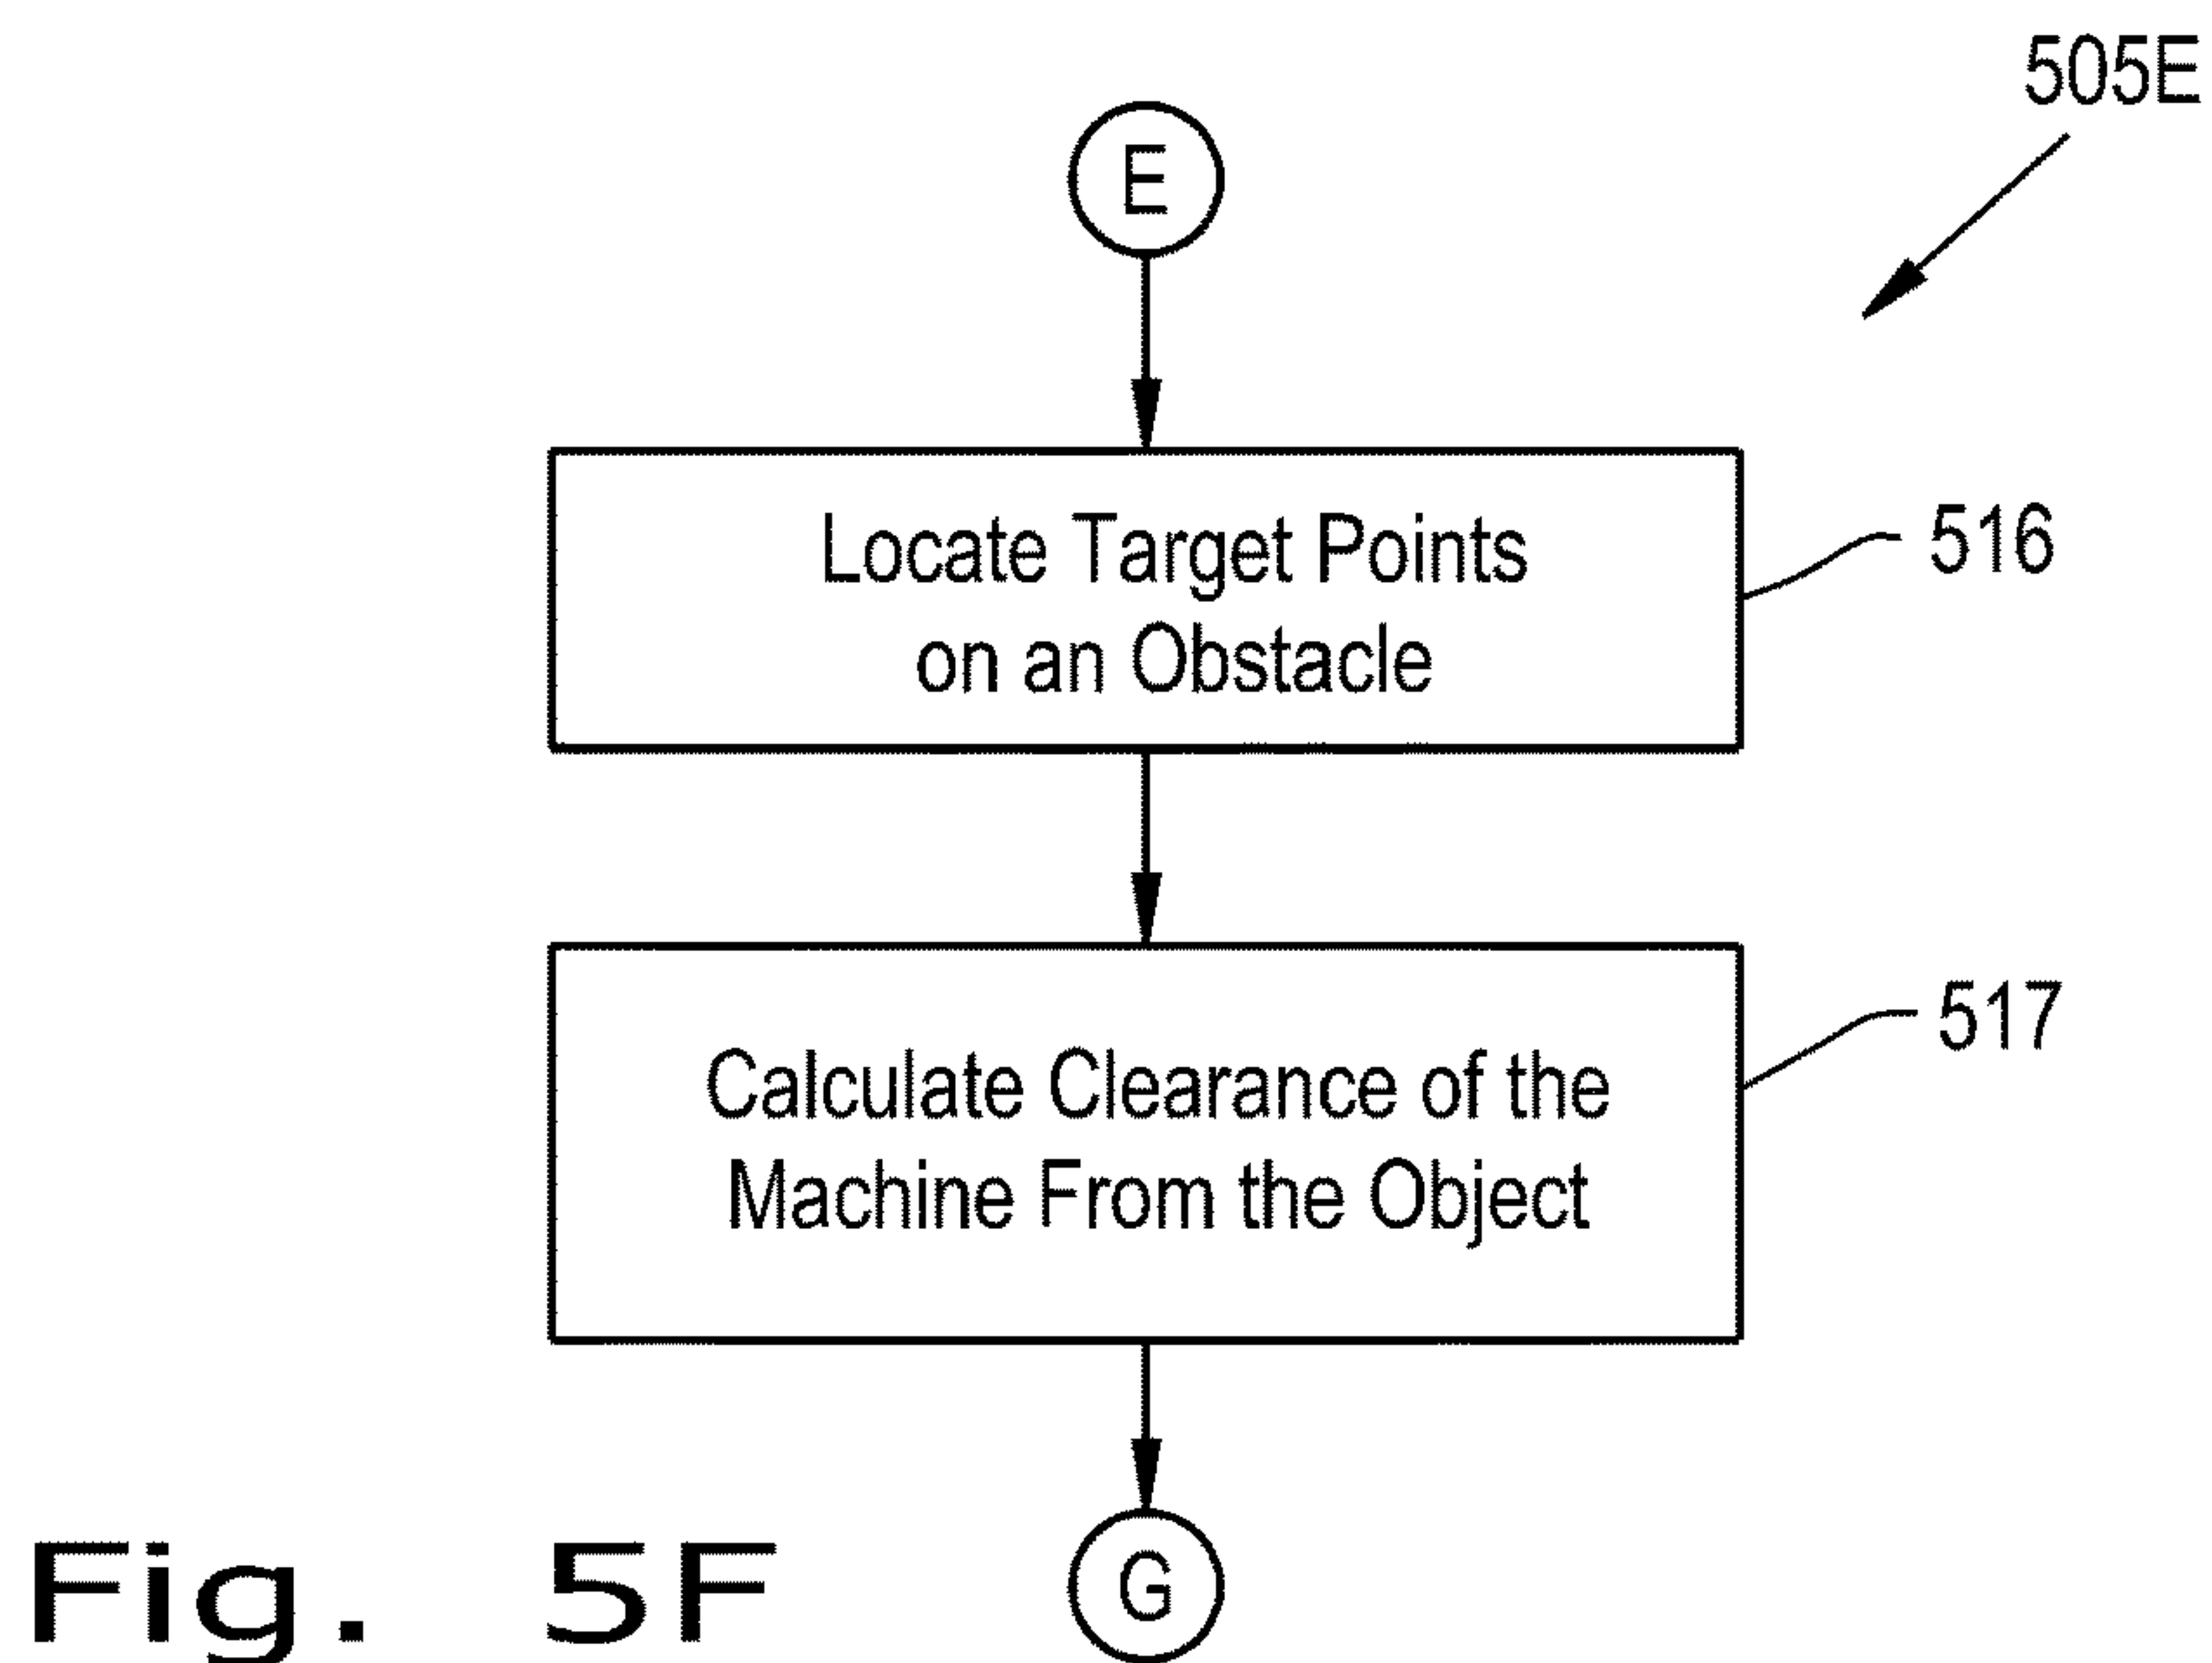 505E
E
Locate Target Points
on an Obstacle
516
Calculate Clearance of the
Machine From the Object
517
G
Fig. 5F